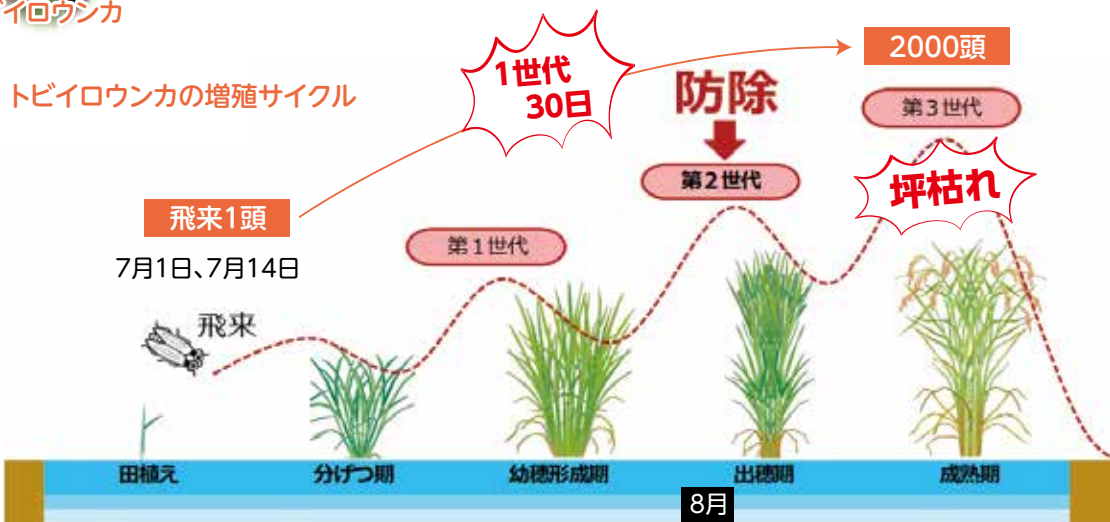 トビイロウンカ
トビイロウンカの増殖サイクル
1世代
30日
2000頭
防除
第3世代
第2世代
坪枯れ
飛来1頭
第1世代
7月1日、7月14日
飛来
田植え
分げつ期
幼穂形成期
出穂期
成熟期
8月